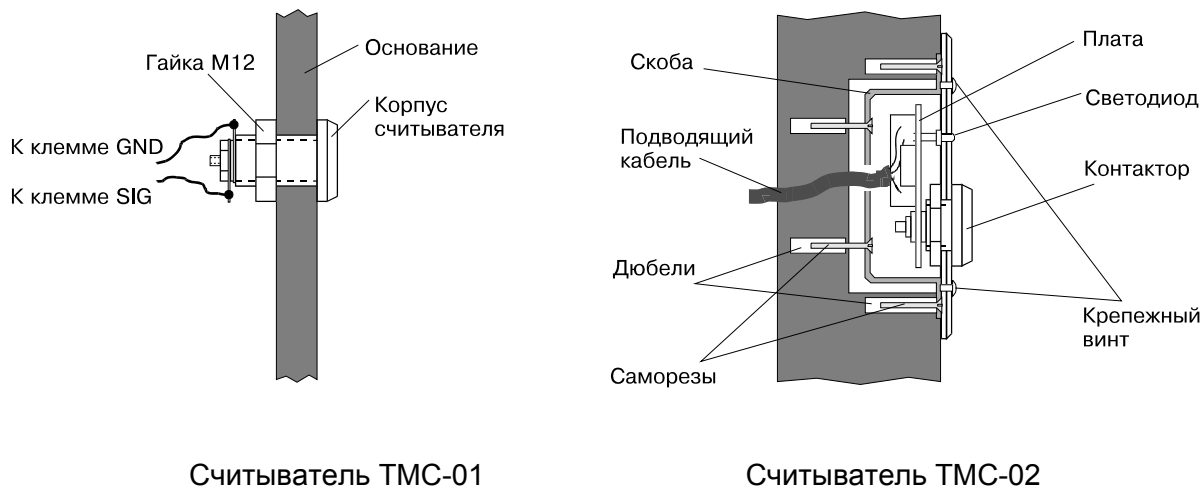 Гайка М12
Основание
Корпус
считывателя
К клемме GND
К клемме SIG
Скоба
Подводящий
кабель
Дюбели
Саморезы
Плата
Светодиод
Контактор
Крепежный
винт
Считыватель ТМС-01
Считыватель ТМС-02